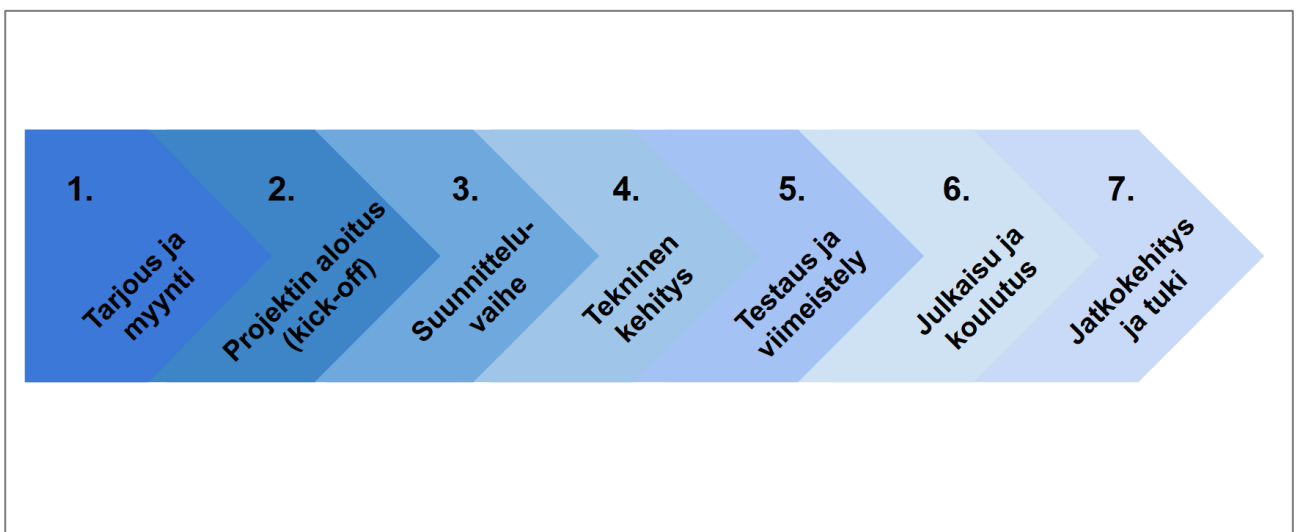 1.
Tarjous ja
myynti
2.
Projektin aloitus
(kick-off)
3.
Suunnittelu-
vaihe
4.
Tekninen
kehitys
5.
Testaus ja
viimeistely
6.
Julkaisu ja
koulutus
7.
Jatkokehitys
ja tuki